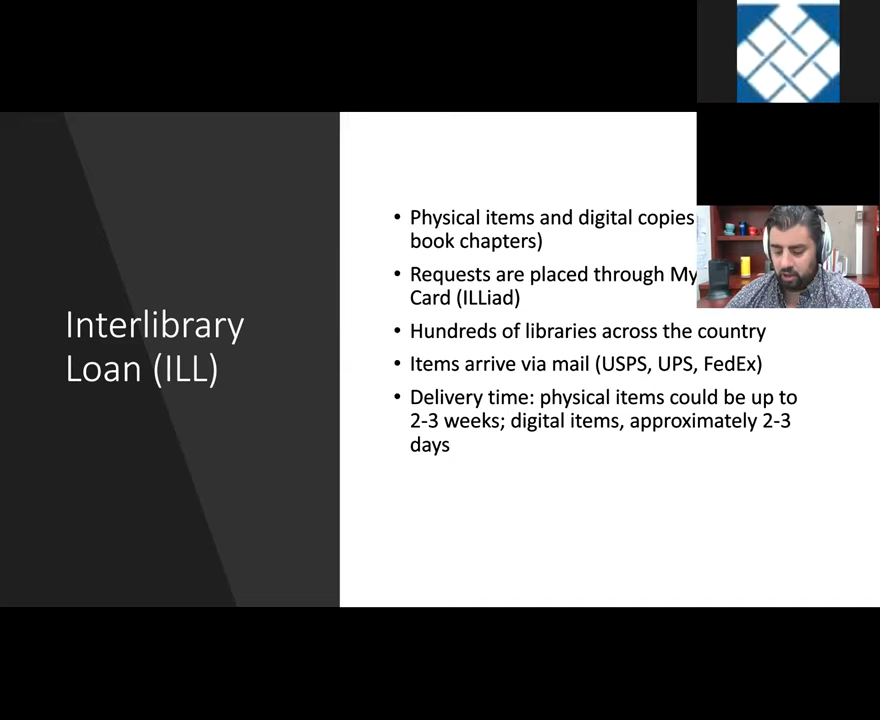 Interlibrary
Loan (ILL)
• Physical items and digital copies
book chapters)
• Requests are placed through My
Card (ILLiad)
• Hundreds of libraries across the country
• Items arrive via mail (USPS, UPS, FedEx)
• Delivery time: physical items could be up to
2-3 weeks; digital items, approximately 2-3
days